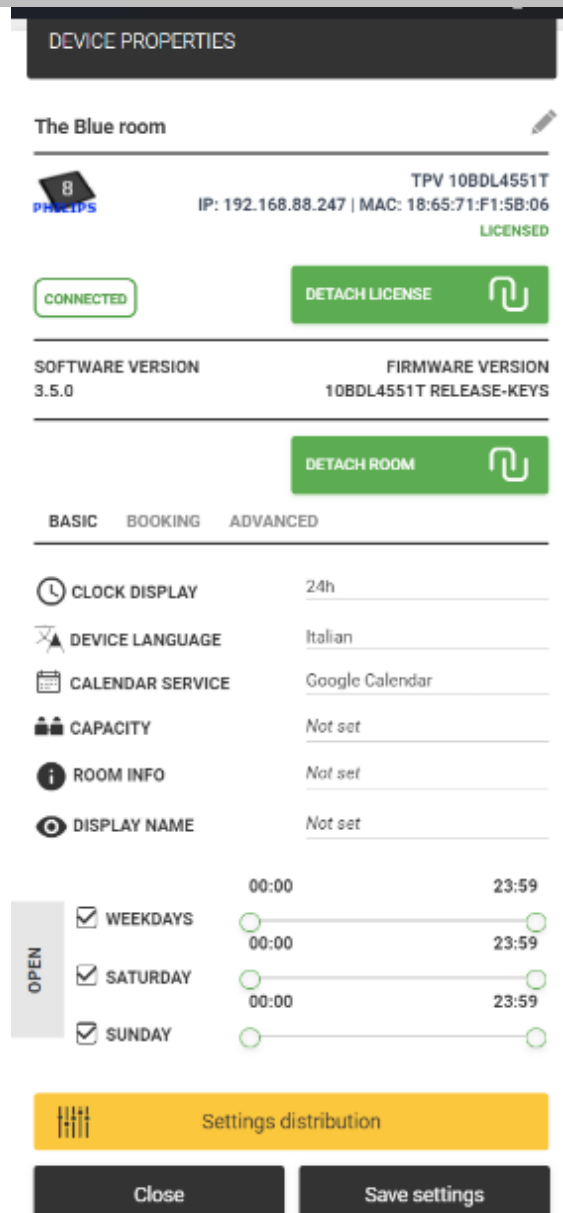 DEVICE PROPERTIES
The Blue room
8
PHILIPS
TPV 10BDL4551T
IP: 192.168.88.247 | MAC: 18:65:71:F1:5B:06
LICENSED
CONNECTED
DETACH LICENSE
SOFTWARE VERSION
3.5.0
FIRMWARE VERSION
10BDL4551T RELEASE-KEYS
DETACH ROOM
BASIC BOOKING ADVANCED
CLOCK DISPLAY 24h
DEVICE LANGUAGE Italian
CALENDAR SERVICE Google Calendar
CAPACITY Not set
ROOM INFO Not set
DISPLAY NAME Not set
OPEN
00:00 23:59
WEEKDAYS
00:00 23:59
SATURDAY
00:00 23:59
SUNDAY
Settings distribution
Close Save settings